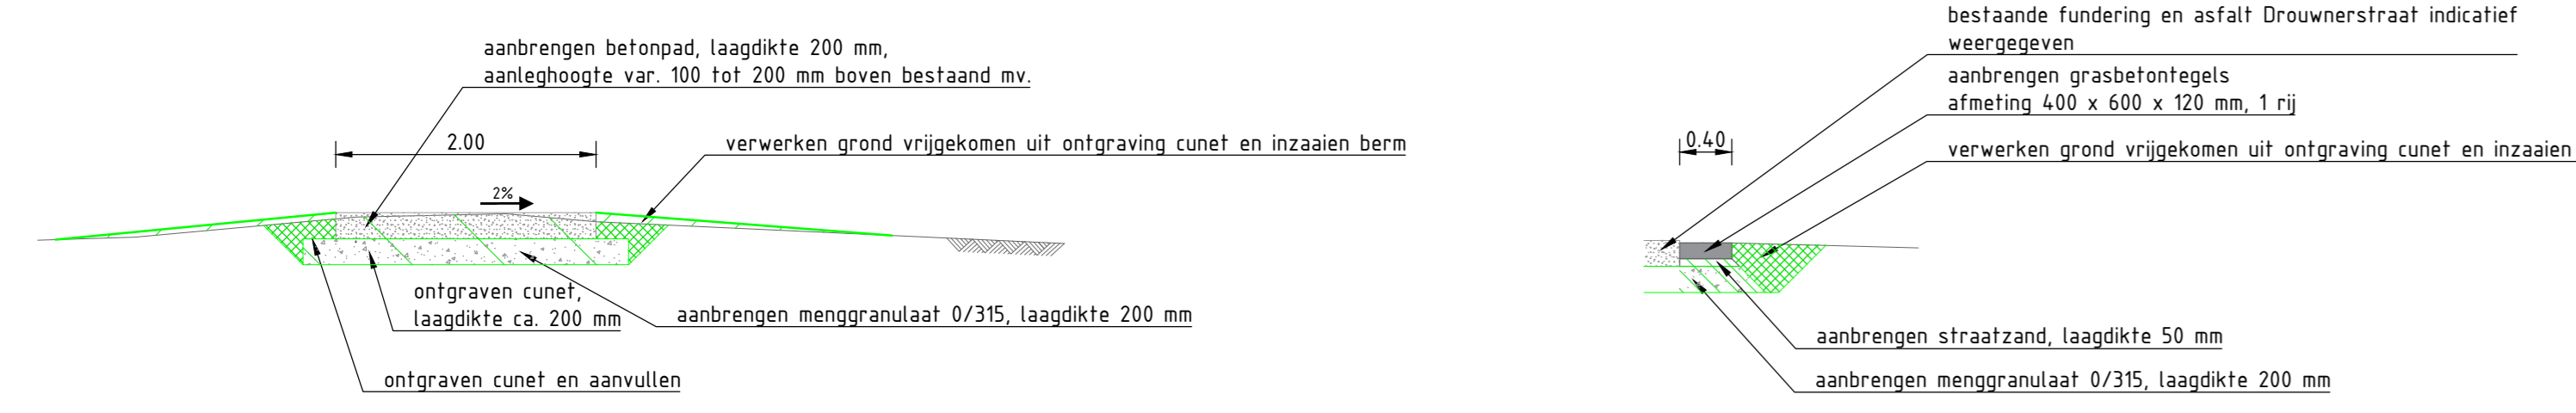 aanbrengen betonpad, laagdikte 200 mm,
aanleghoogte var. 100 tot 200 mm boven bestaand mv.
2.00
verwerken grond vrijgekomen uit ontgraving cunet en inzaaien berm
2%
ontgraven cunet,
laagdikte ca. 200 mm
aanbrengen menggranulaat 0/315, laagdikte 200 mm
ontgraven cunet en aanvullen
bestaande fundering en asfalt Drouwnerstraat indicatief
weergegeven
aanbrengen grasbetontegels
afmeting 400 x 600 x 120 mm, 1 rij
0.40
verwerken grond vrijgekomen uit ontgraving cunet en inzaaien
aanbrengen straatzand, laagdikte 50 mm
aanbrengen menggranulaat 0/315, laagdikte 200 mm